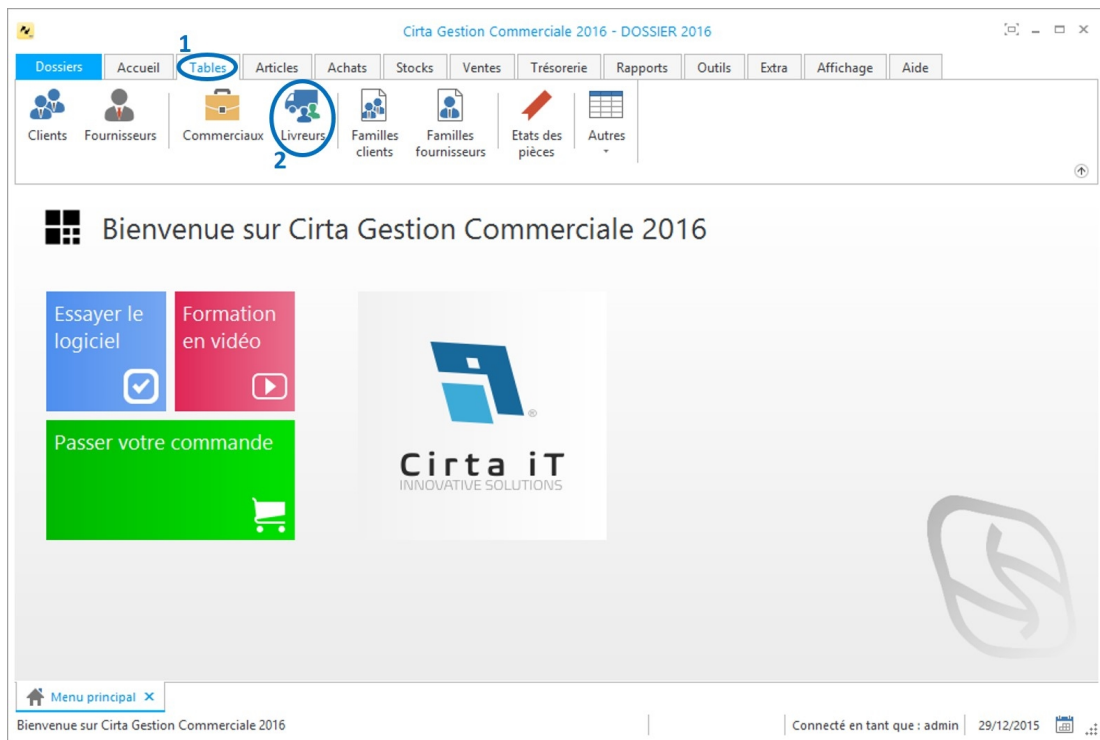 Cirta Gestion Commerciale 2016 - DOSSIER 2016
1
Dossiers Accueil Tables Articles Achats Stocks Ventes Trésorerie Rapports Outils Extra Affichage Aide
Clients Fournisseurs Commerciaux Livreurs Familles clients Familles fournisseurs Etats des pièces Autres
2
Bienvenue sur Cirta Gestion Commerciale 2016
Essayer le
logiciel
Formation
en vidéo
Passer votre commande
Cirta iT
INNOVATIVE SOLUTIONS
®
Menu principal
Bienvenue sur Cirta Gestion Commerciale 2016 Connecté en tant que : admin 29/12/2015